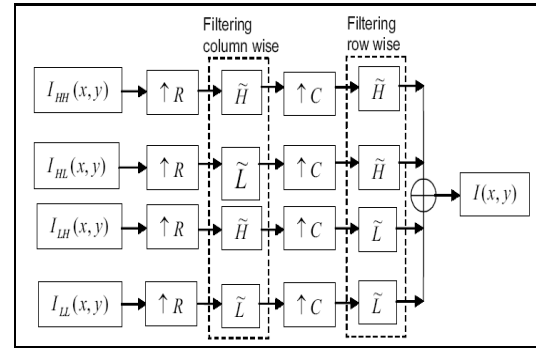 Filtering column wise
Filtering row wise
I_HH(x,y) ↑R H̃ ↑C H̃
I_HL(x,y) ↑R L̃ ↑C H̃
I(x,y)
I_LH(x,y) ↑R H̃ ↑C L̃
I_LL(x,y) ↑R L̃ ↑C L̃